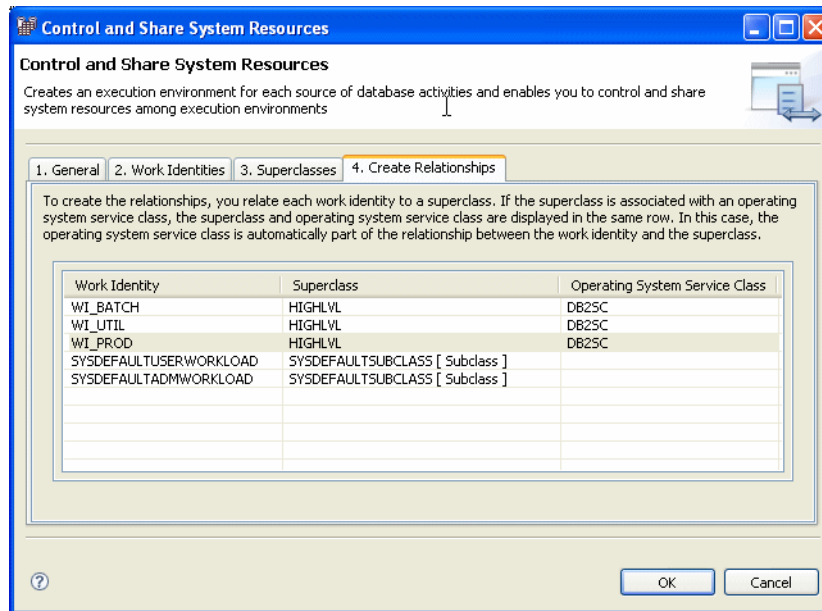 Control and Share System Resources
Control and Share System Resources
Creates an execution environment for each source of database activities and enables you to control and share
system resources among execution environments
1. General 2. Work Identities 3. Superclasses 4. Create Relationships
To create the relationships, you relate each work identity to a superclass. If the superclass is associated with an operating
system service class, the superclass and operating system service class are displayed in the same row. In this case, the
operating system service class is automatically part of the relationship between the work identity and the superclass.
Work Identity Superclass Operating System Service Class
WI_BATCH HIGHLVL DB2SC
WI_UTIL HIGHLVL DB2SC
WI_PROD HIGHLVL DB2SC
SYSDEFAULTUSERWORKLOAD SYSDEFAULTSUBCLASS [ Subclass ]
SYSDEFAULTADMWORKLOAD SYSDEFAULTSUBCLASS [ Subclass ]
? OK Cancel